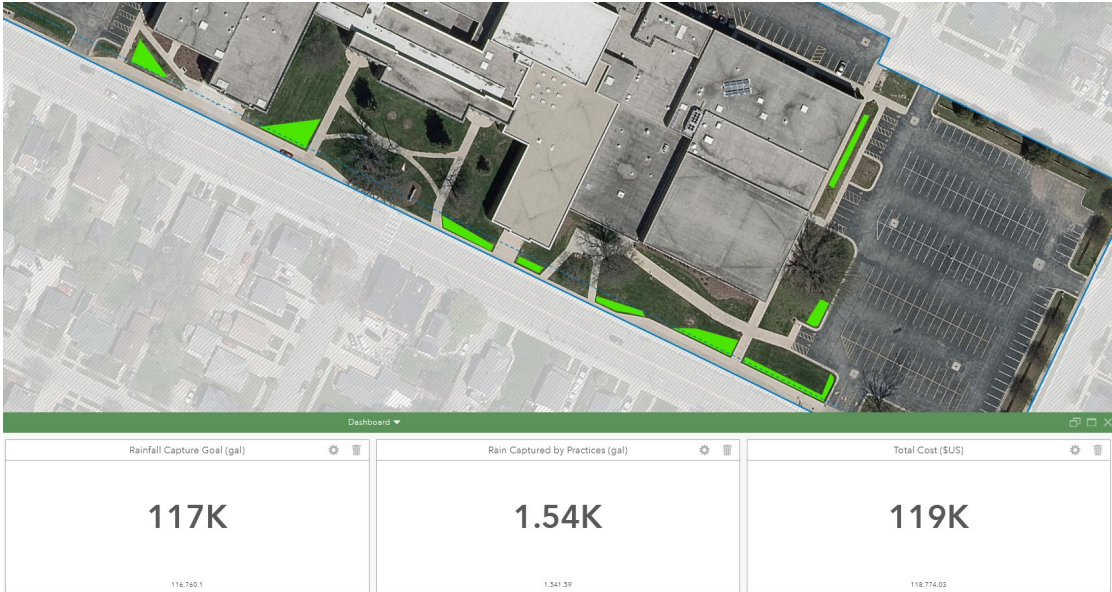 Dashboard
Rainfall Capture Goal (gal)
117K
116,760.1
Rain Captured by Practices (gal)
1.54K
1,541.59
Total Cost ($US)
119K
118,774.03